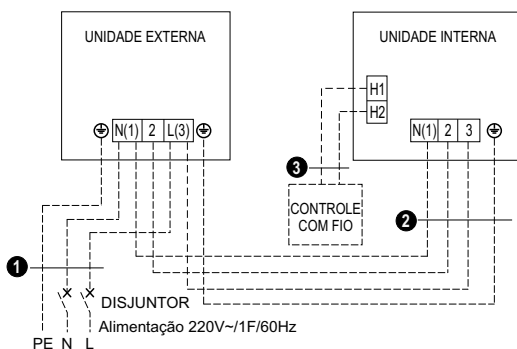 UNIDADE EXTERNA
UNIDADE INTERNA
H1
H2
N(1) 2 L(3)
N(1) 2 3
3
CONTROLE
COM FIO
2
1
DISJUNTOR
Alimentação 220V~/1F/60Hz
PE N L